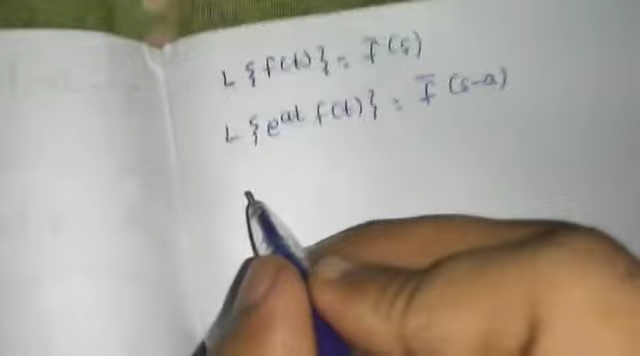 L{f(t)} = f̄(s)
L{e^{at} f(t)} = f̄(s-a)